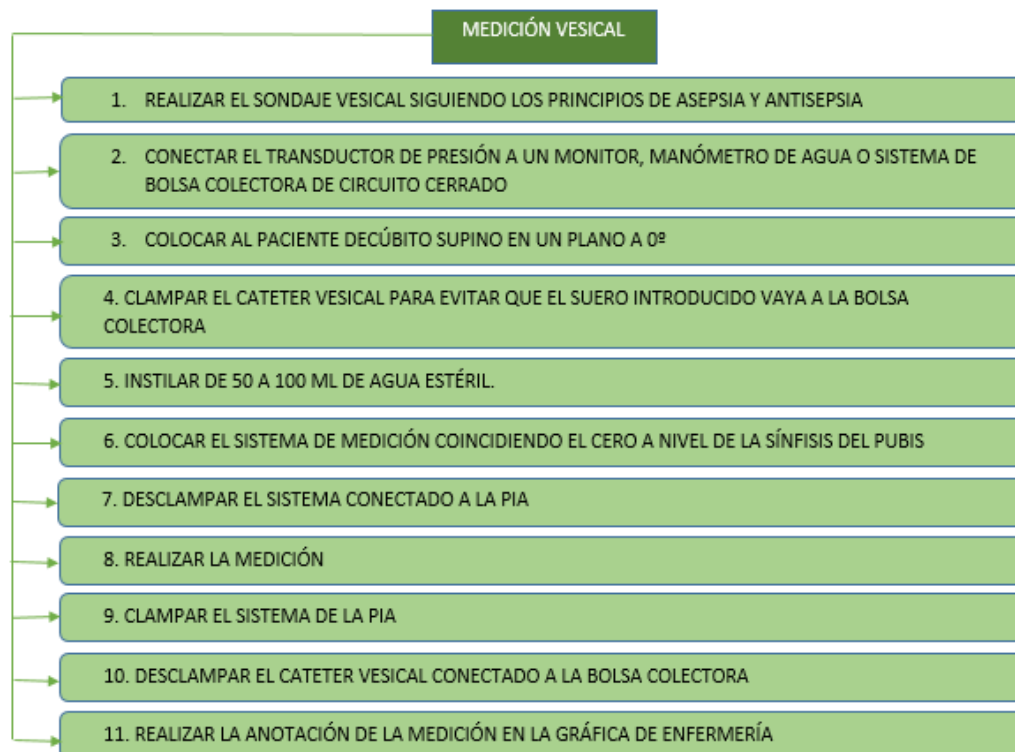 MEDICIÓN VESICAL
1. REALIZAR EL SONDAJE VESICAL SIGUIENDO LOS PRINCIPIOS DE ASEPSIA Y ANTISEPSIA
2. CONECTAR EL TRANSDUCTOR DE PRESIÓN A UN MONITOR, MANÓMETRO DE AGUA O SISTEMA DE
BOLSA COLECTORA DE CIRCUITO CERRADO
3. COLOCAR AL PACIENTE DECÚBITO SUPINO EN UN PLANO A 0º
4. CLAMPAR EL CATETER VESICAL PARA EVITAR QUE EL SUERO INTRODUCIDO VAYA A LA BOLSA
COLECTORA
5. INSTILAR DE 50 A 100 ML DE AGUA ESTÉRIL.
6. COLOCAR EL SISTEMA DE MEDICIÓN COINCIDIENDO EL CERO A NIVEL DE LA SÍNFISIS DEL PUBIS
7. DESCLAMPAR EL SISTEMA CONECTADO A LA PIA
8. REALIZAR LA MEDICIÓN
9. CLAMPAR EL SISTEMA DE LA PIA
10. DESCLAMPAR EL CATETER VESICAL CONECTADO A LA BOLSA COLECTORA
11. REALIZAR LA ANOTACIÓN DE LA MEDICIÓN EN LA GRÁFICA DE ENFERMERÍA